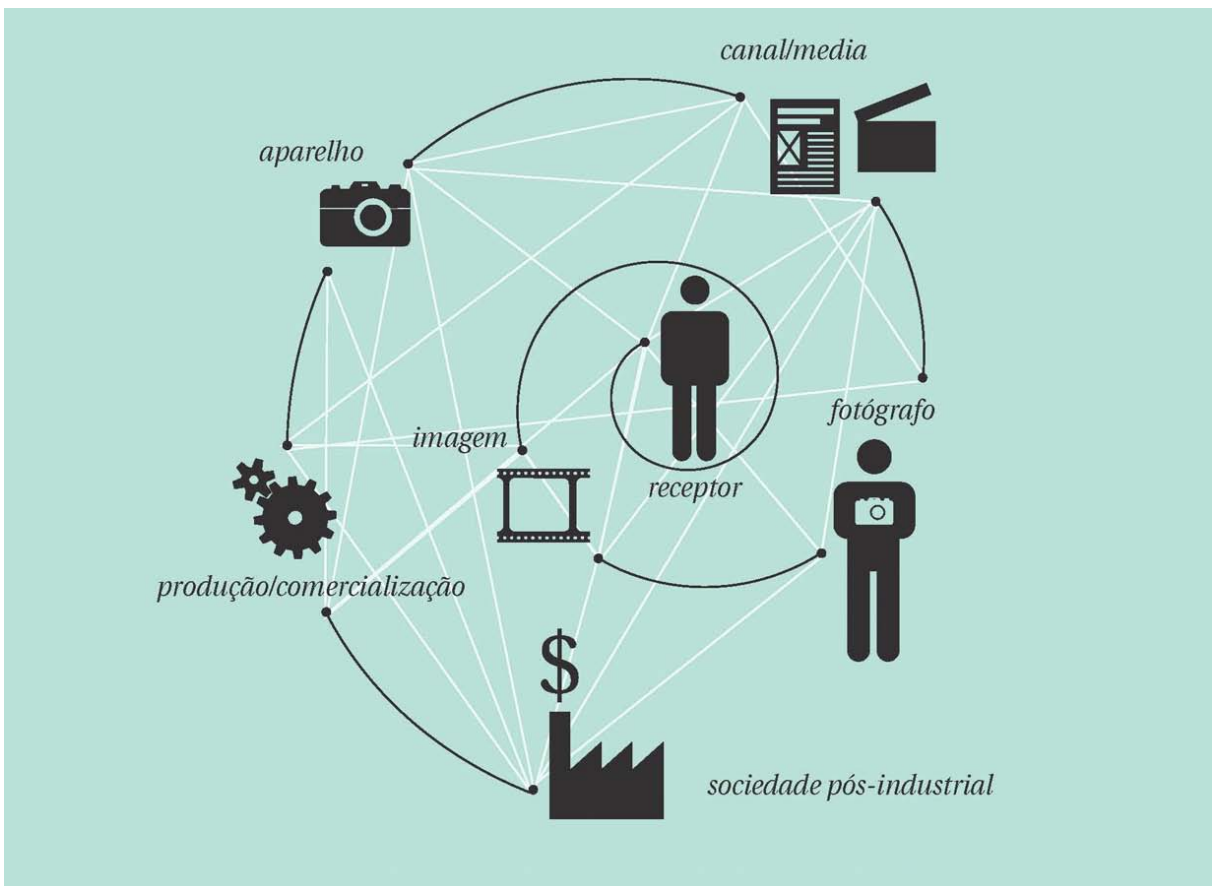 canal/media
aparelho
fotógrafo
imagem
receptor
produção/comercialização
$
sociedade pós-industrial